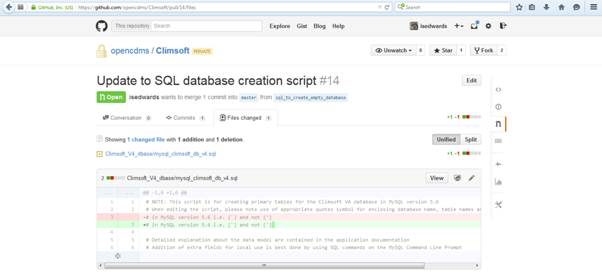 GitHub, Inc. (US) https://github.com/opencdms/Climsoft/pull/14/files
Search
This repository Search Explore Gist Blog Help isedwards
opencdms / Climsoft PRIVATE
Unwatch 8 Star 1 Fork 2
Update to SQL database creation script #14 Edit
Open isedwards wants to merge 1 commit into master from sql_to_create_empty_database
Conversation 0 Commits 1 Files changed 1 +1 -1
Showing 1 changed file with 1 addition and 1 deletion. Unified Split
Climsoft_V4_dbase/mysql_climsoft_db_v4.sql +1 -1
2 Climsoft_V4_dbase/mysql_climsoft_db_v4.sql View
@@ -1,6 +1,6 @@
1 1 # NOTE: This script is for creating primary tables for the Climsoft V4 database in MySQL version 5.6
2 2 # When editing the script, please note use of appropriate quotes symbol for enclosing database name, table names an
3 -# in MySQL version 5.6 i.e. [`] and not [']
3 +# in MySQL version 5.6 i.e. [`] and not [']
4 4
5 5 # Detailed explanation about the data model are contained in the application documentation
6 6 # Addition of extra fields for local use is best done by using SQL commands on the MySQL Command Line Prompt